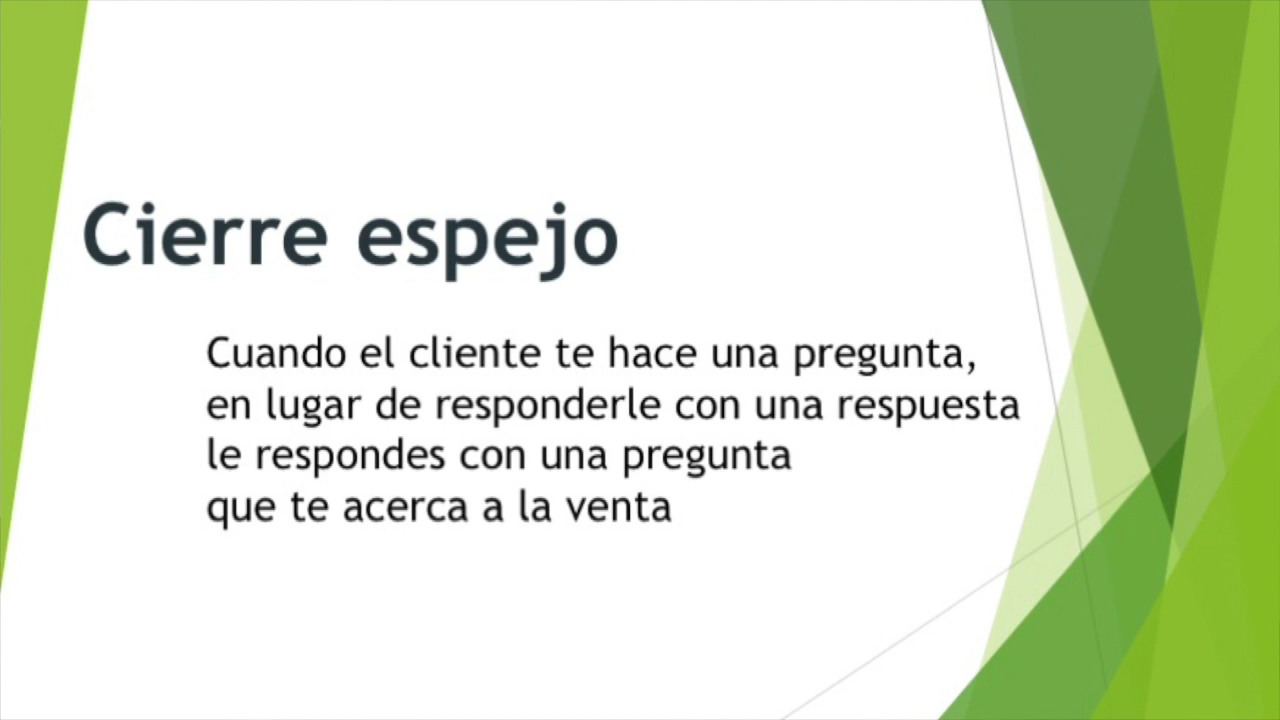 Cierre espejo
Cuando el cliente te hace una pregunta,
en lugar de responderle con una respuesta
le respondes con una pregunta
que te acerca a la venta